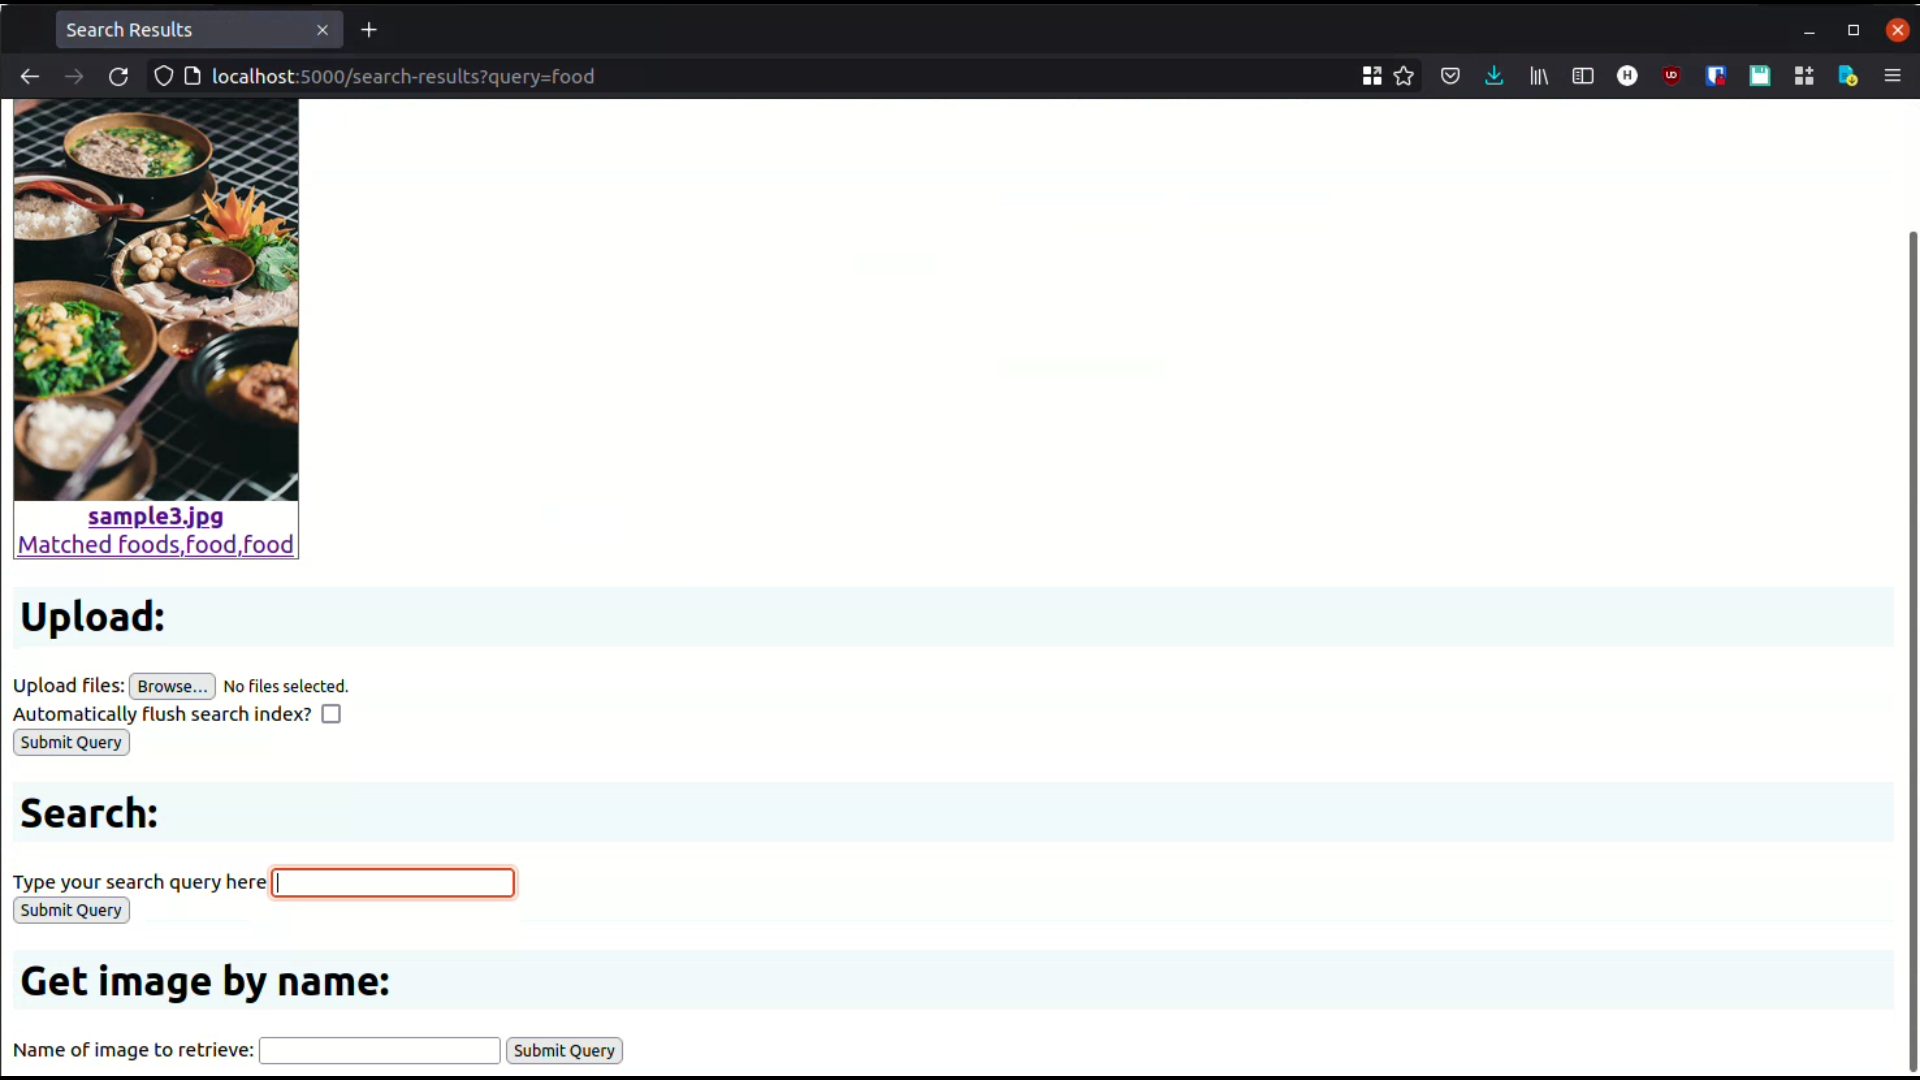 Search Results
localhost:5000/search-results?query=food
sample3.jpg
Matched foods,food,food
Upload:
Upload files: Browse... No files selected.
Automatically flush search index?
Submit Query
Search:
Type your search query here
Submit Query
Get image by name:
Name of image to retrieve: Submit Query